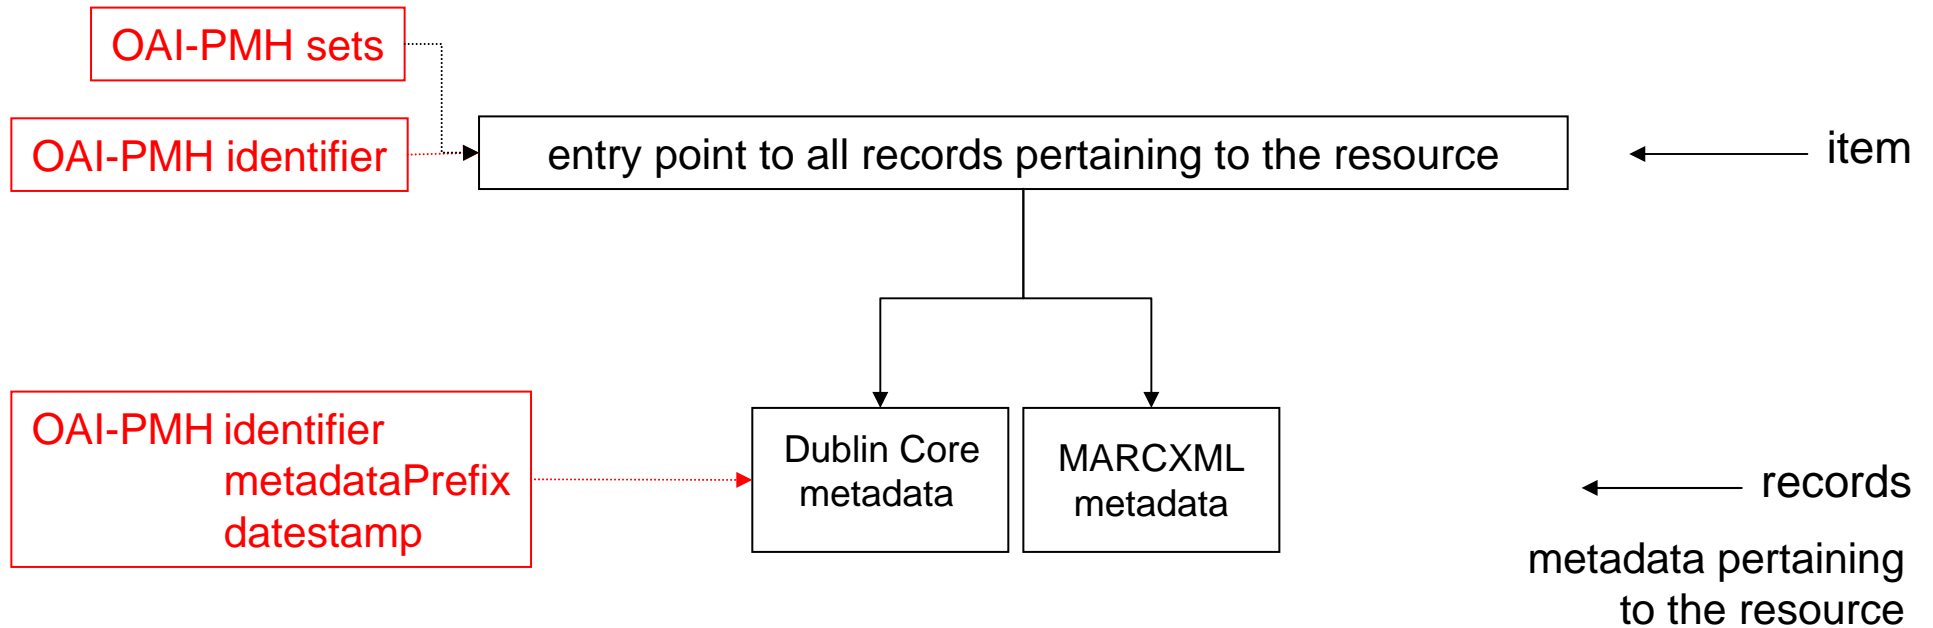 OAI-PMH sets
OAI-PMH identifier
entry point to all records pertaining to the resource
item
OAI-PMH identifier
metadataPrefix
datestamp
Dublin Core
metadata
MARCXML
metadata
records
metadata pertaining
to the resource